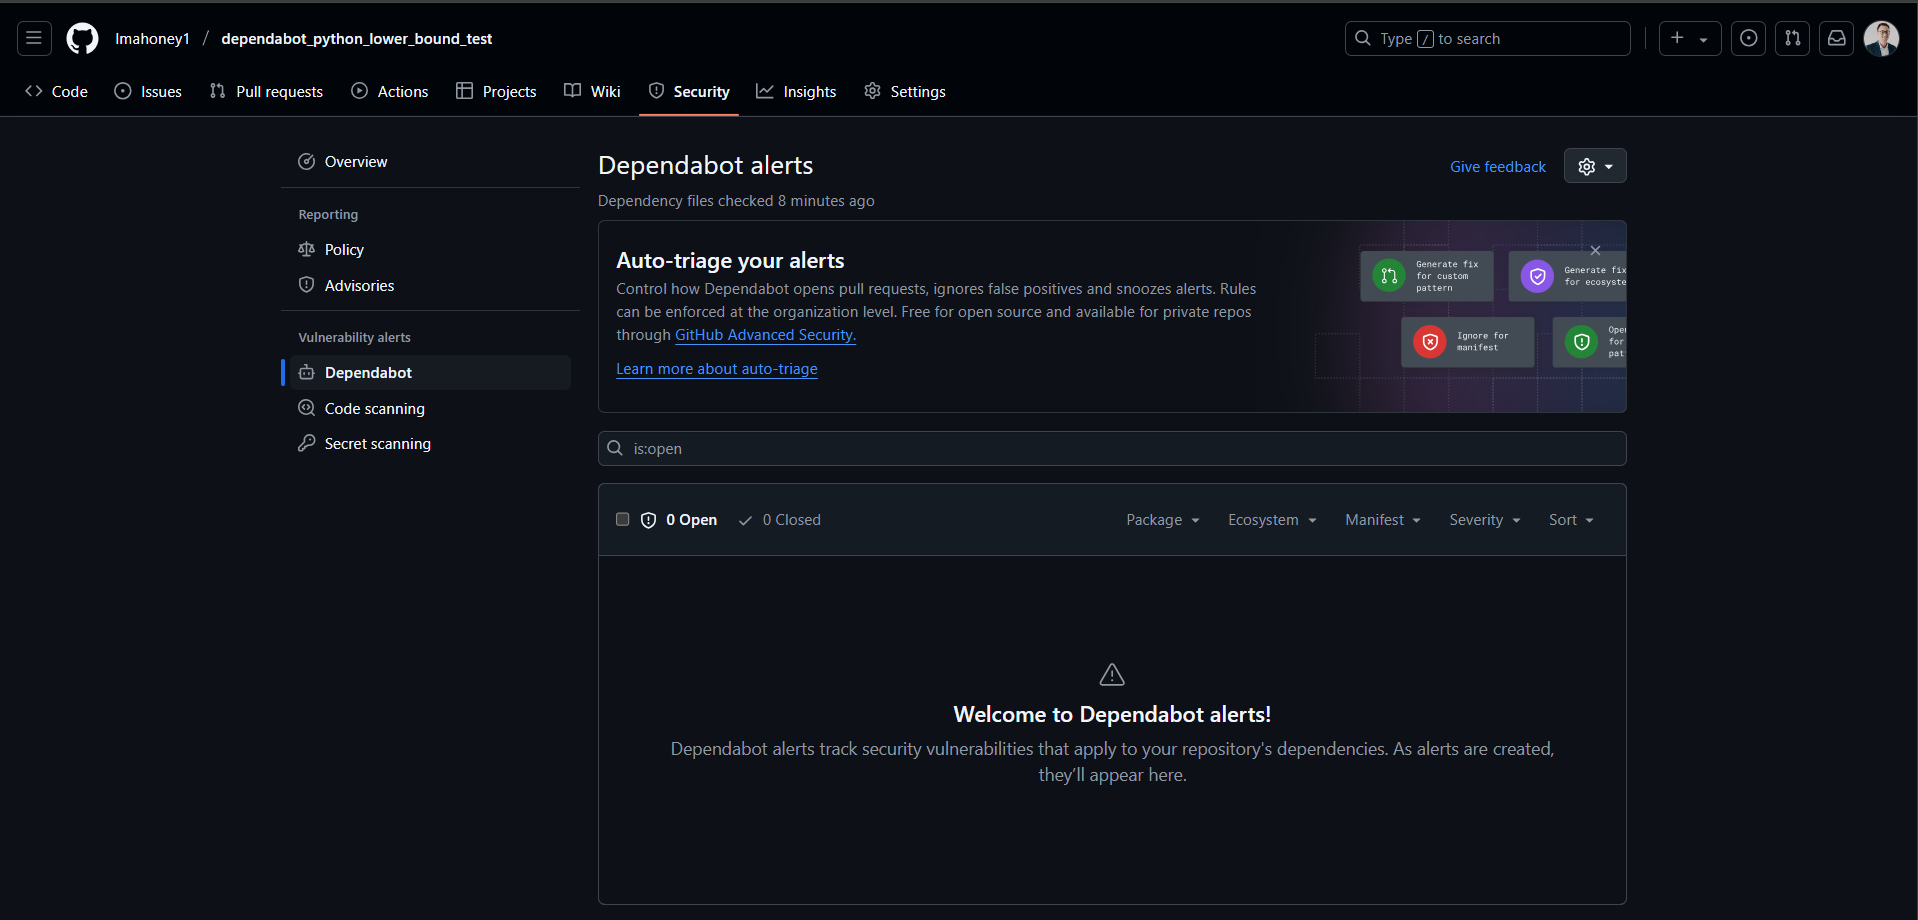 lmahoney1 / dependabot_python_lower_bound_test
Type / to search
Code
Issues
Pull requests
Actions
Projects
Wiki
Security
Insights
Settings
Overview
Reporting
Policy
Advisories
Vulnerability alerts
Dependabot
Code scanning
Secret scanning
Dependabot alerts
Give feedback
Dependency files checked 8 minutes ago
Auto-triage your alerts
Control how Dependabot opens pull requests, ignores false positives and snoozes alerts. Rules
can be enforced at the organization level. Free for open source and available for private repos
through GitHub Advanced Security.
Learn more about auto-triage
Generate fix
for custom
pattern
Generate fix
for ecosyste
Ignore for
manifest
Oper
for
pat
is:open
0 Open
0 Closed
Package
Ecosystem
Manifest
Severity
Sort
Welcome to Dependabot alerts!
Dependabot alerts track security vulnerabilities that apply to your repository's dependencies. As alerts are created,
they’ll appear here.